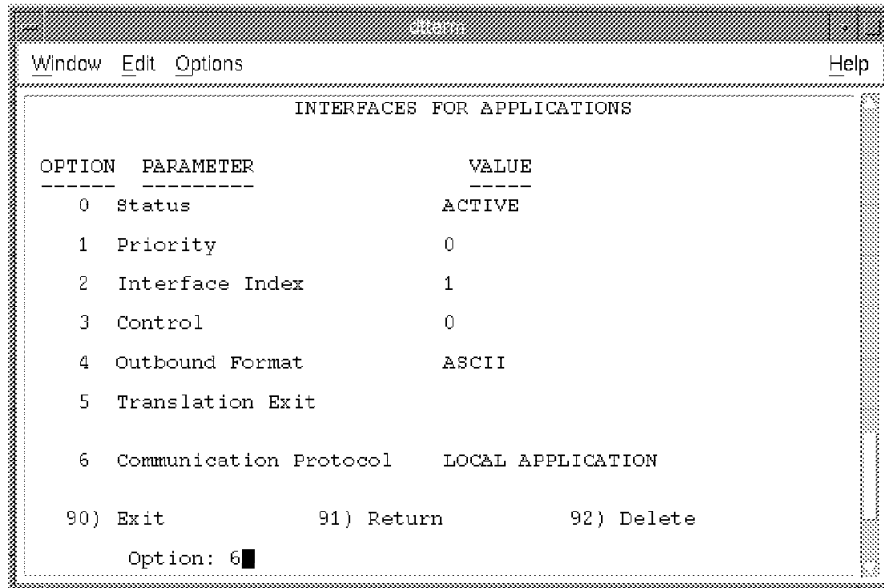 dtterm
Window Edit Options Help
INTERFACES FOR APPLICATIONS
OPTION PARAMETER VALUE
------ --------- -----
0 Status ACTIVE
1 Priority 0
2 Interface Index 1
3 Control 0
4 Outbound Format ASCII
5 Translation Exit
6 Communication Protocol LOCAL APPLICATION
90) Exit 91) Return 92) Delete
Option: 6